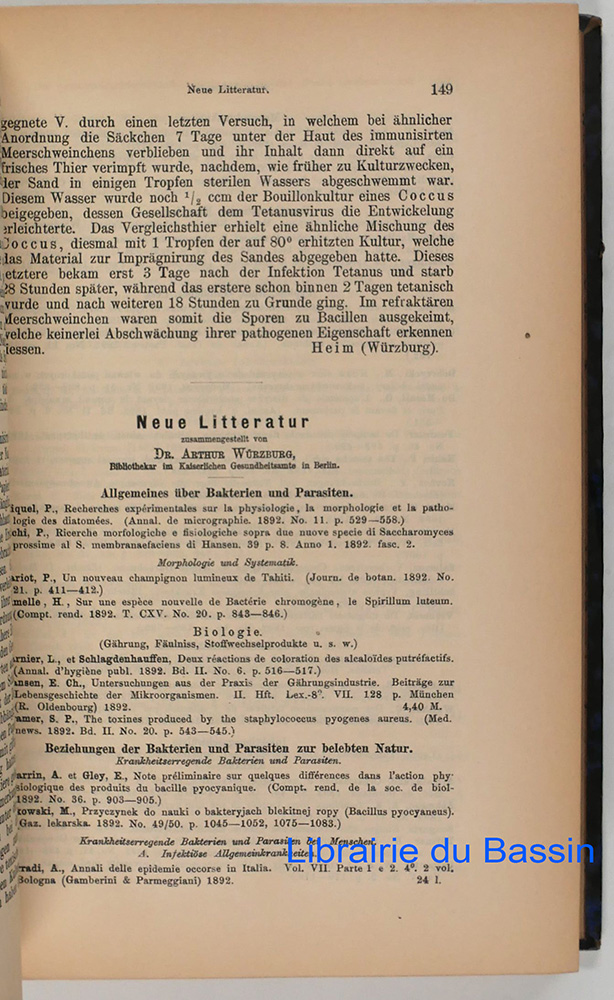 Neue Litteratur. 149
gegnete V. durch einen letzten Versuch, in welchem bei ähnlicher
Anordnung die Säckchen 7 Tage unter der Haut des immunisirten
Meerschweinchens verblieben und ihr Inhalt dann direkt auf ein
frisches Thier verimpft wurde, nachdem, wie früher zu Kulturzwecken,
der Sand in einigen Tropfen sterilen Wassers abgeschwemmt war.
Diesem Wasser wurde noch 1/2 ccm der Bouillonkultur eines Coccus
beigegeben, dessen Gesellschaft dem Tetanusvirus die Entwickelung
erleichterte. Das Vergleichsthier erhielt eine ähnliche Mischung des
Coccus, diesmal mit 1 Tropfen der auf 80° erhitzten Kultur, welche
das Material zur Imprägnirung des Sandes abgegeben hatte. Dieses
letztere bekam erst 3 Tage nach der Infektion Tetanus und starb
28 Stunden später, während das erstere schon binnen 2 Tagen tetanisch
wurde und nach weiteren 18 Stunden zu Grunde ging. Im refraktären
Meerschweinchen waren somit die Sporen zu Bacillen ausgekeimt,
welche keinerlei Abschwächung ihrer pathogenen Eigenschaft erkennen
liessen. Heim (Würzburg).
Neue Litteratur
zusammengestellt von
DR. ARTHUR WÜRZBURG,
Bibliothekar im Kaiserlichen Gesundheitsamte in Berlin.
Allgemeines über Bakterien und Parasiten.
iquel, P., Recherches expérimentales sur la physiologie, la morphologie et la patho-
logie des diatomées. (Annal. de micrographie. 1892. No. 11. p. 529—558.)
chi, P., Ricerche morfologiche e fisiologiche sopra due nuove specie di Saccharomyces
prossime al S. membranaefaciens di Hansen. 39 p. 8. Anno 1. 1892. fasc. 2.
Morphologie und Systematik.
ariot, P., Un nouveau champignon lumineux de Tahiti. (Journ. de botan. 1892. No.
21. p. 411—412.)
melle, H., Sur une espèce nouvelle de Bactérie chromogène, le Spirillum luteum.
(Compt. rend. 1892. T. CXV. No. 20. p. 843—846.)
Biologie.
(Gährung, Fäulniss, Stoffwechselprodukte u. s. w.)
rnier, L., et Schlagdenhauffen, Deux réactions de coloration des alcaloïdes putréfactifs.
(Annal. d'hygiène publ. 1892. Bd. II. No. 6. p. 516—517.)
ansen, E. Ch., Untersuchungen aus der Praxis der Gährungsindustrie. Beiträge zur
Lebensgeschichte der Mikroorganismen. II. Hft. Lex.-8°. VII. 128 p. München
(R. Oldenbourg) 1892. 4,40 M.
amer, S. P., The toxines produced by the staphylococcus pyogenes aureus. (Med.
news. 1892. Bd. II. No. 20. p. 543—545.)
Beziehungen der Bakterien und Parasiten zur belebten Natur.
Krankheitserregende Bakterien und Parasiten.
arrin, A. et Gley, E., Note préliminaire sur quelques différences dans l'action phy-
siologique des produits du bacille pyocyanique. (Compt. rend. de la soc. de biol.
1892. No. 36. p. 903—905.)
kowski, M., Przyczynek do nauki o bakteryjach blekitnej ropy (Bacillus pyocyaneus).
Gaz. lekarska. 1892. No. 49/50. p. 1045—1052, 1075—1083.)
Krankheitserregende Bakterien und Parasiten bei Menschen.
A. Infektiöse Allgemeinkrankheiten.
Librairie du Bassin
radi, A., Annali delle epidemie occorse in Italia. Vol. VII. Parte 1 e 2. 4°. 2 vol.
Bologna (Gamberini & Parmeggiani) 1892. 24 l.